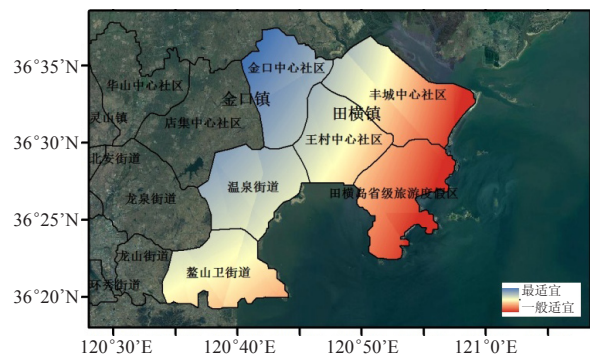 36°35′N
36°30′N
36°25′N
36°20′N
金口中心社区
华山中心社区
金口镇
丰城中心社区
灵山镇
店集中心社区
田横镇
王村中心社区
北安街道
龙泉街道
温泉街道
田横岛省级旅游度假区
龙山街道
鳌山卫街道
环秀街道
最适宜
一般适宜
120°30′E
120°40′E
120°50′E
121°0′E